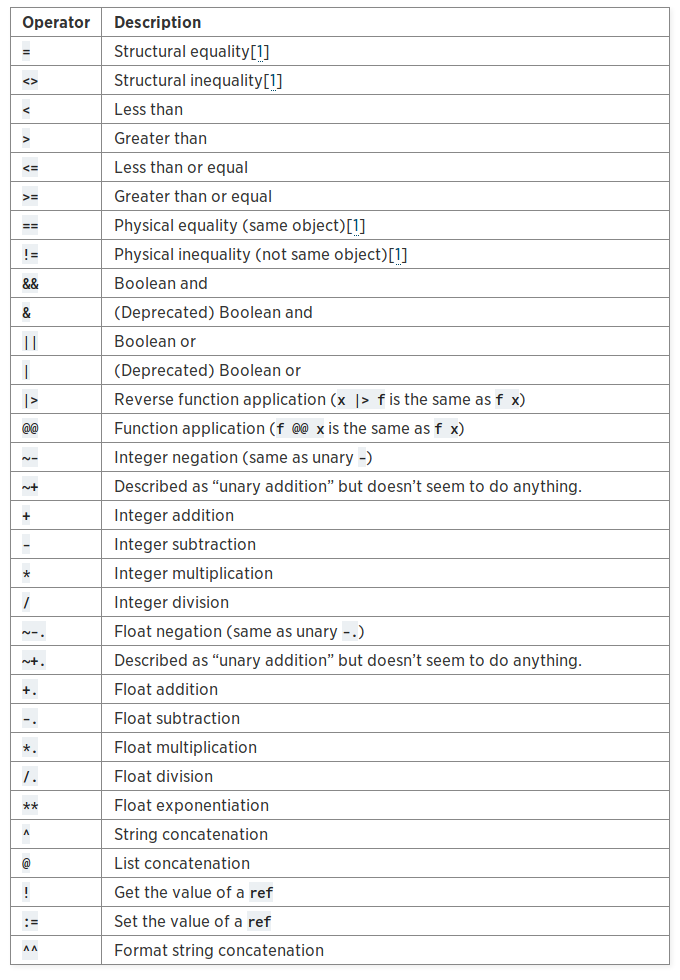 Operator Description
= Structural equality[1]
<> Structural inequality[1]
< Less than
> Greater than
<= Less than or equal
>= Greater than or equal
== Physical equality (same object)[1]
!= Physical inequality (not same object)[1]
&& Boolean and
& (Deprecated) Boolean and
|| Boolean or
| (Deprecated) Boolean or
|> Reverse function application (x |> f is the same as f x)
@@ Function application (f @@ x is the same as f x)
~- Integer negation (same as unary -)
~+ Described as “unary addition” but doesn’t seem to do anything.
+ Integer addition
- Integer subtraction
* Integer multiplication
/ Integer division
~-. Float negation (same as unary -.)
~+. Described as “unary addition” but doesn’t seem to do anything.
+. Float addition
-. Float subtraction
*. Float multiplication
/. Float division
** Float exponentiation
^ String concatenation
@ List concatenation
! Get the value of a ref
:= Set the value of a ref
^^ Format string concatenation